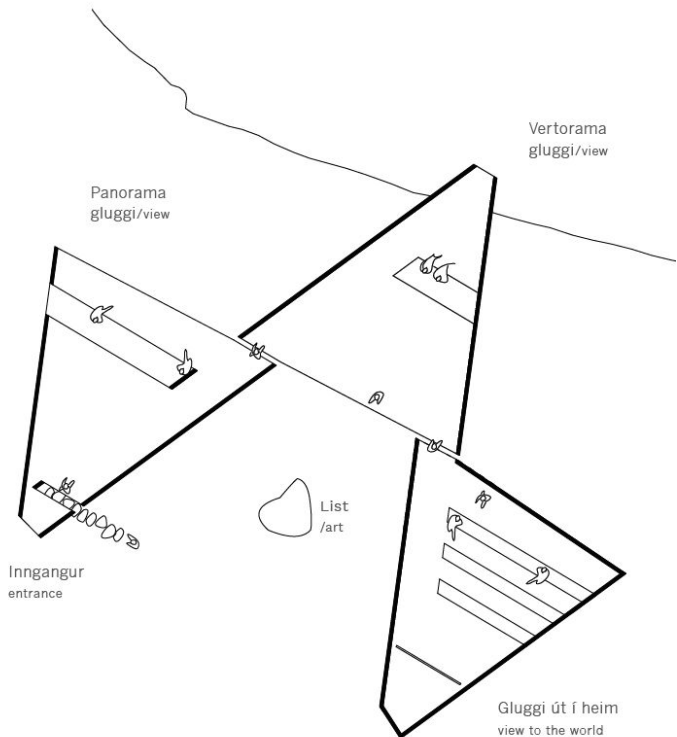 Vertorama
gluggi/view
Panorama
gluggi/view
List
/art
Inngangur
entrance
Gluggi út í heim
view to the world